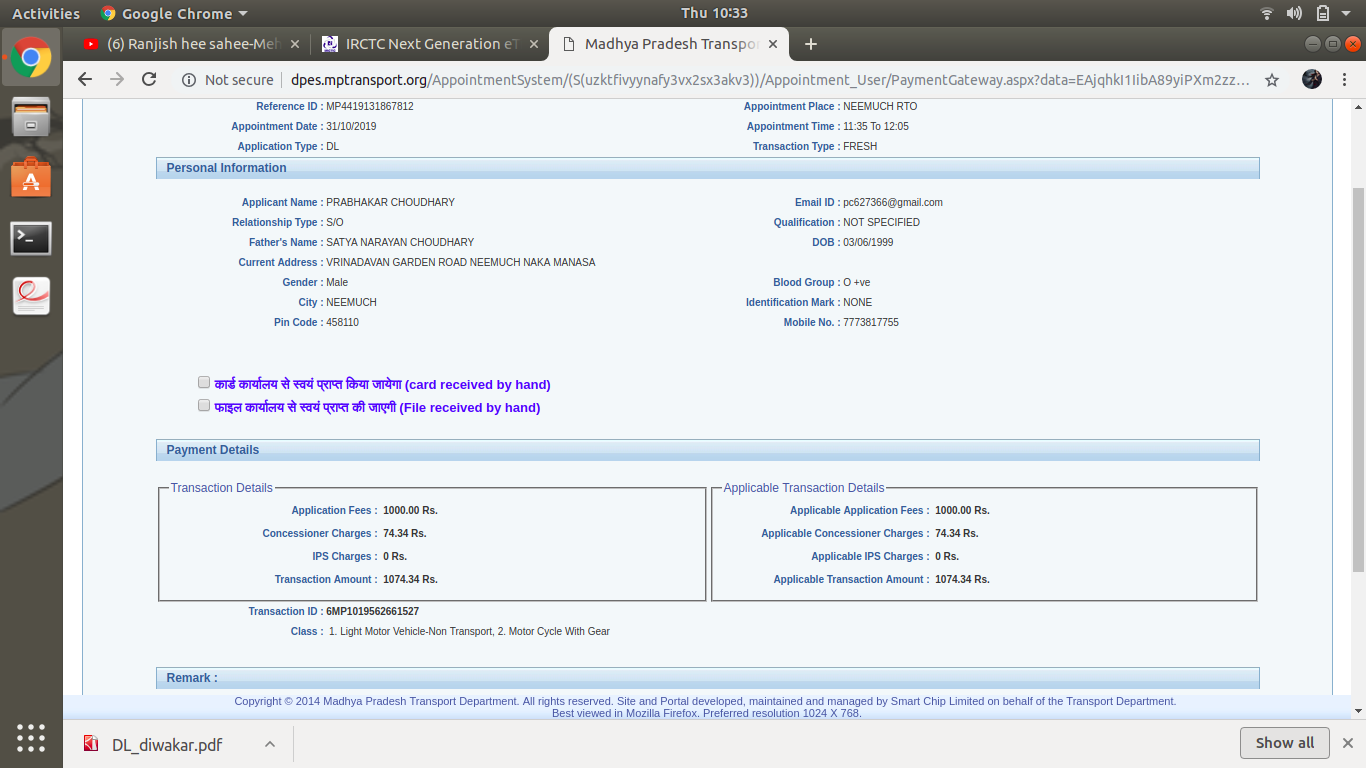 Activities Google Chrome Thu 10:33
(6) Ranjish hee sahee-Meh IRCTC Next Generation eT Madhya Pradesh Transpo
Not secure dpes.mptransport.org/AppointmentSystem/(S(uzktfivyynafy3vx2sx3akv3))/Appointment_User/PaymentGateway.aspx?data=EAjqhkI1IibA89yiPXm2zz...
Reference ID : MP4419131867812 Appointment Place : NEEMUCH RTO
Appointment Date : 31/10/2019 Appointment Time : 11:35 To 12:05
Application Type : DL Transaction Type : FRESH
Personal Information
Applicant Name : PRABHAKAR CHOUDHARY Email ID : pc627366@gmail.com
Relationship Type : S/O Qualification : NOT SPECIFIED
Father's Name : SATYA NARAYAN CHOUDHARY DOB : 03/06/1999
Current Address : VRINADAVAN GARDEN ROAD NEEMUCH NAKA MANASA
Gender : Male Blood Group : O +ve
City : NEEMUCH Identification Mark : NONE
Pin Code : 458110 Mobile No. : 7773817755
कार्ड कार्यालय से स्वयं प्राप्त किया जायेगा (card received by hand)
फाइल कार्यालय से स्वयं प्राप्त की जाएगी (File received by hand)
Payment Details
Transaction Details Applicable Transaction Details
Application Fees : 1000.00 Rs. Applicable Application Fees : 1000.00 Rs.
Concessioner Charges : 74.34 Rs. Applicable Concessioner Charges : 74.34 Rs.
IPS Charges : 0 Rs. Applicable IPS Charges : 0 Rs.
Transaction Amount : 1074.34 Rs. Applicable Transaction Amount : 1074.34 Rs.
Transaction ID : 6MP1019562661527
Class : 1. Light Motor Vehicle-Non Transport, 2. Motor Cycle With Gear
Remark :
Copyright © 2014 Madhya Pradesh Transport Department. All rights reserved. Site and Portal developed, maintained and managed by Smart Chip Limited on behalf of the Transport Department.
Best viewed in Mozilla Firefox. Preferred resolution 1024 X 768.
DL_diwakar.pdf Show all